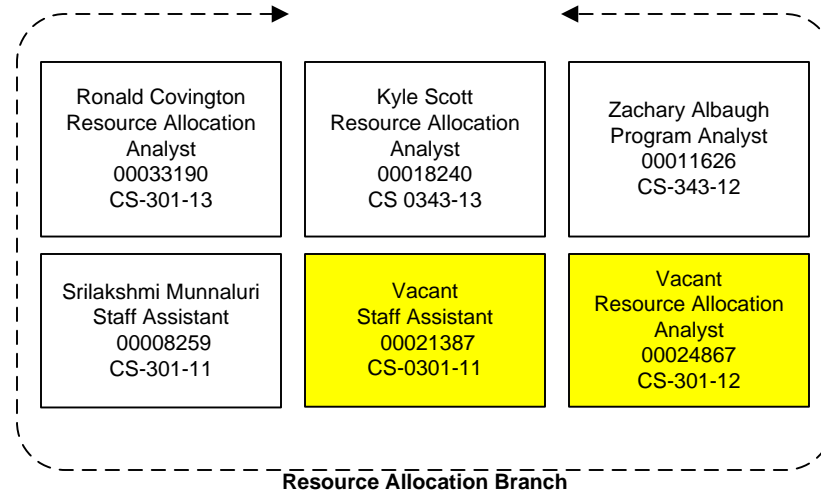 Ronald Covington
Resource Allocation
Analyst
00033190
CS-301-13
Kyle Scott
Resource Allocation
Analyst
00018240
CS 0343-13
Zachary Albaugh
Program Analyst
00011626
CS-343-12
Srilakshmi Munnaluri
Staff Assistant
00008259
CS-301-11
Vacant
Staff Assistant
00021387
CS-0301-11
Vacant
Resource Allocation
Analyst
00024867
CS-301-12
Resource Allocation Branch